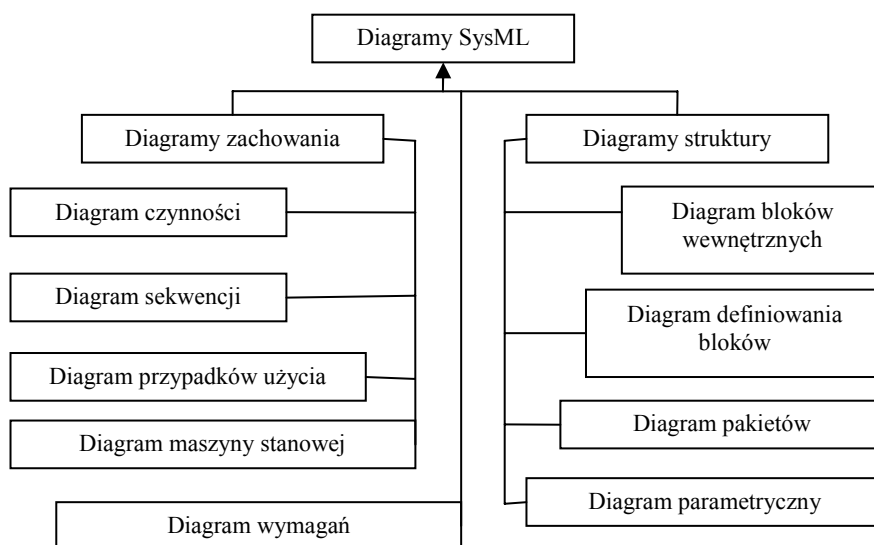 Diagramy SysML
Diagramy zachowania
Diagramy struktury
Diagram czynności
Diagram bloków
wewnętrznych
Diagram sekwencji
Diagram definiowania
bloków
Diagram przypadków użycia
Diagram pakietów
Diagram maszyny stanowej
Diagram parametryczny
Diagram wymagań